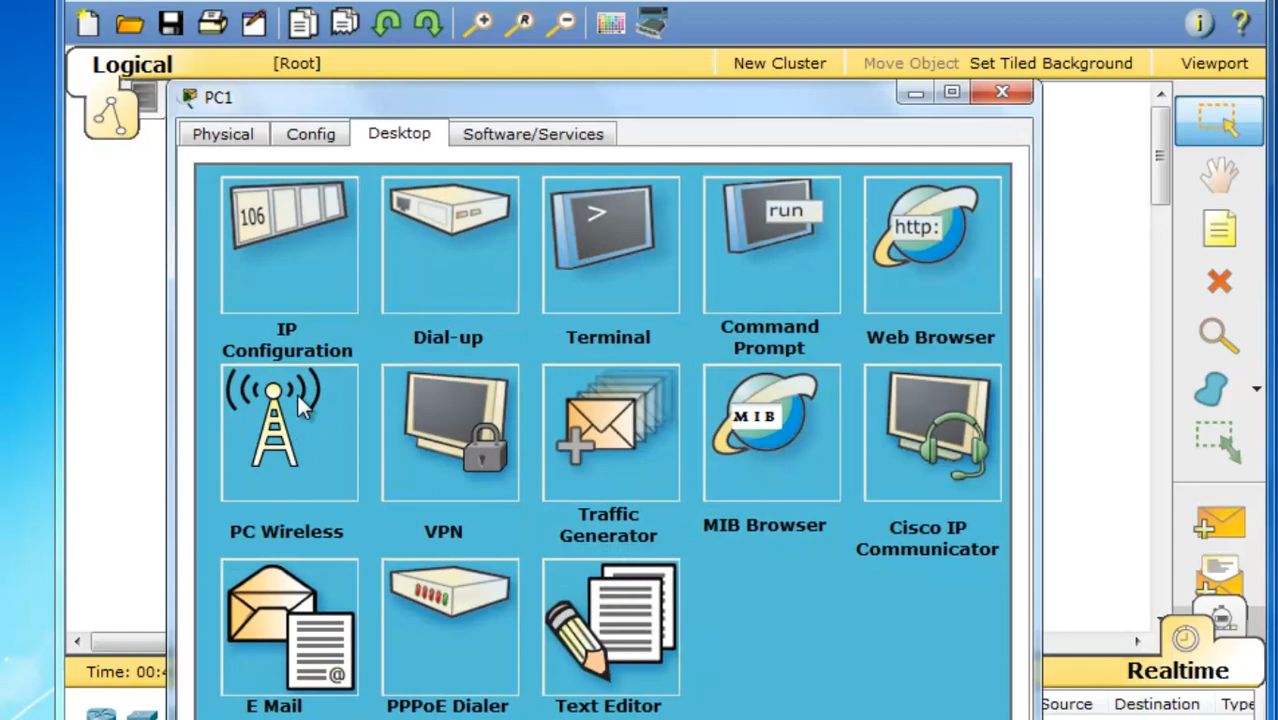 Logical
[Root]
New Cluster
Move Object
Set Tiled Background
Viewport
PC1
Physical
Config
Desktop
Software/Services
106
>
run
http:
IP
Configuration
Dial-up
Terminal
Command
Prompt
Web Browser
MIB
PC Wireless
VPN
Traffic
Generator
MIB Browser
Cisco IP
Communicator
@
E Mail
PPPoE Dialer
Text Editor
Time: 00:
Realtime
Source
Destination
Type